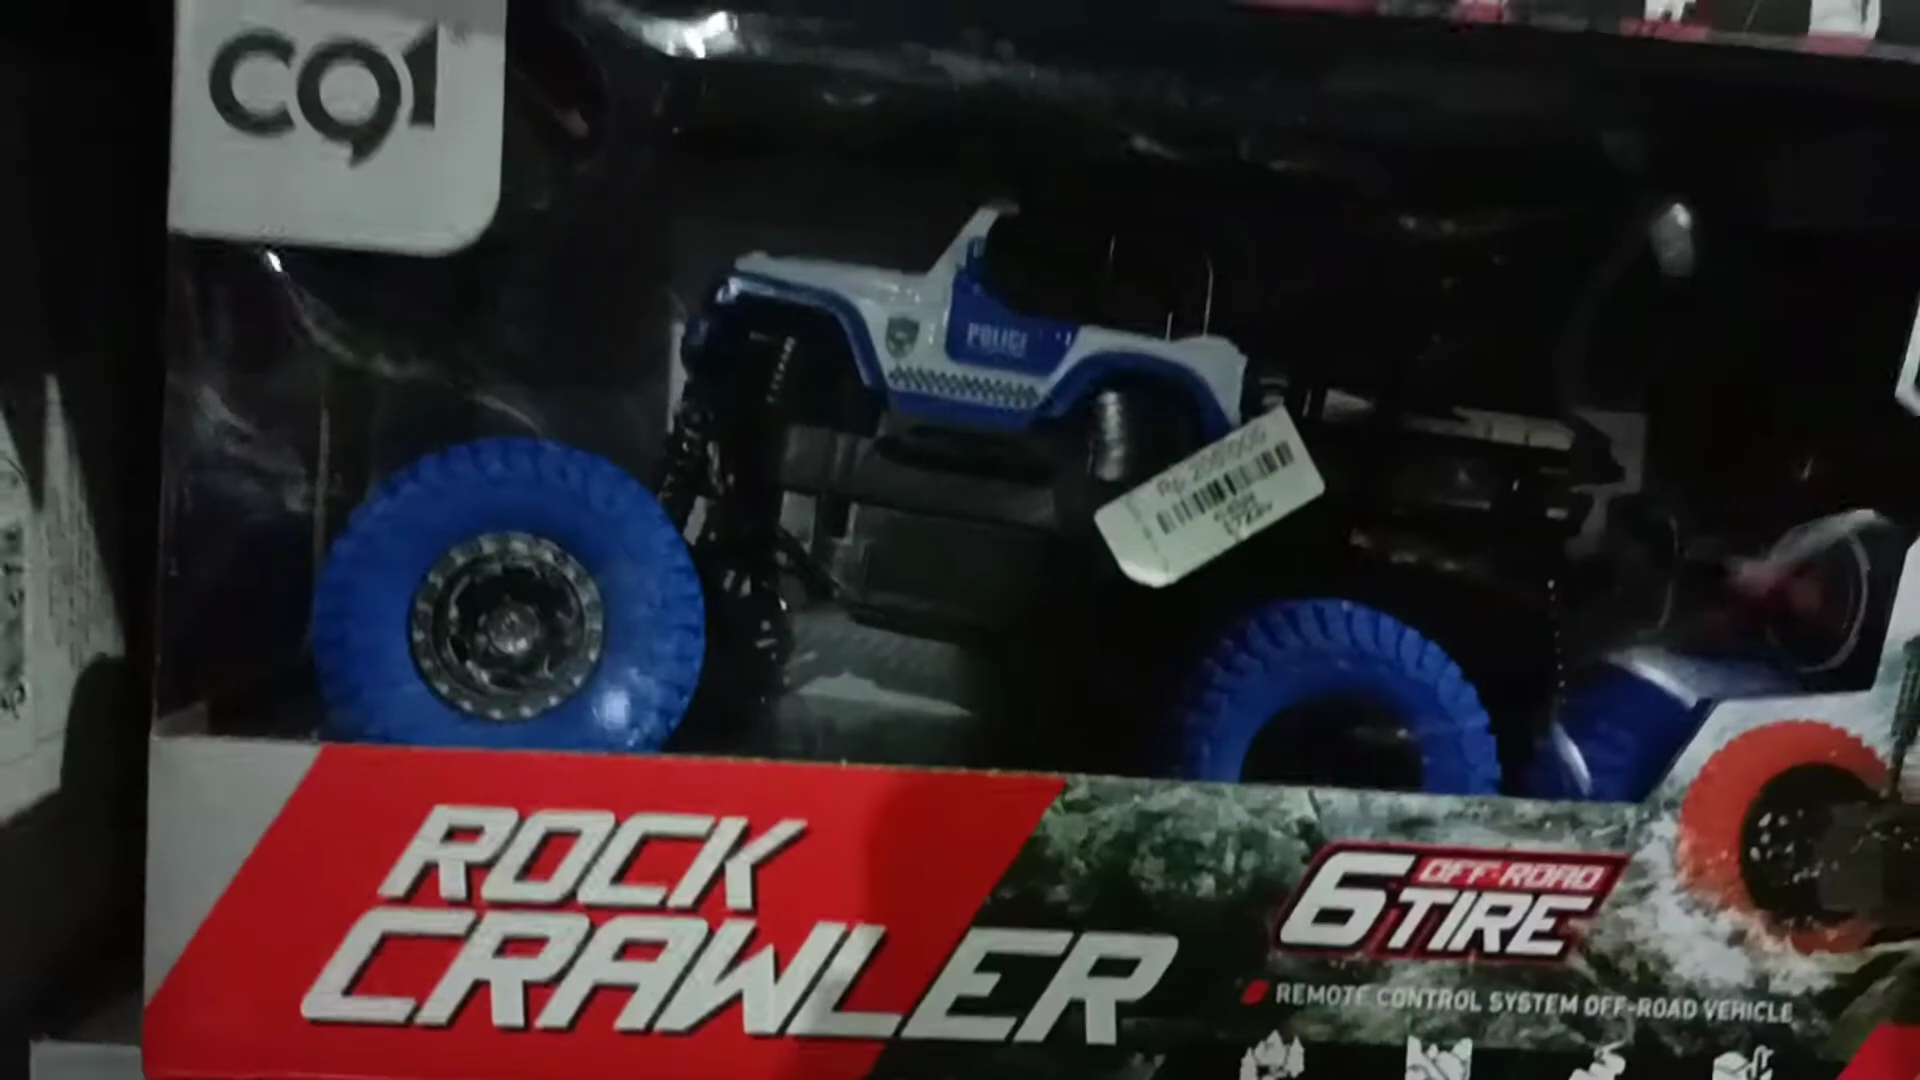 CQ1
POLICE
ROCK
CRAWLER
6 TIRE
OFF-ROAD
REMOTE CONTROL SYSTEM OFF-ROAD VEHICLE